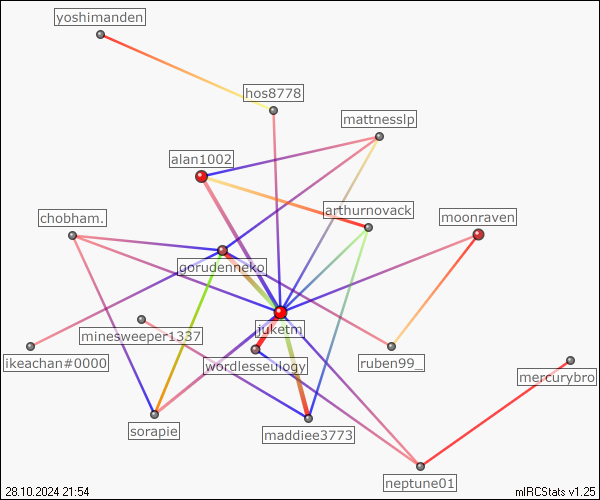 yoshimanden
hos8778
mattnesslp
alan1002
arthurnovack
chobham.
moonraven
gorudenneko
juketm
minesweeper1337
wordlesseulogy
ikeachan#0000
ruben99_
mercurybro
sorapie
maddiee3773
neptune01
28.10.2024 21:54
mIRCStats v1.25